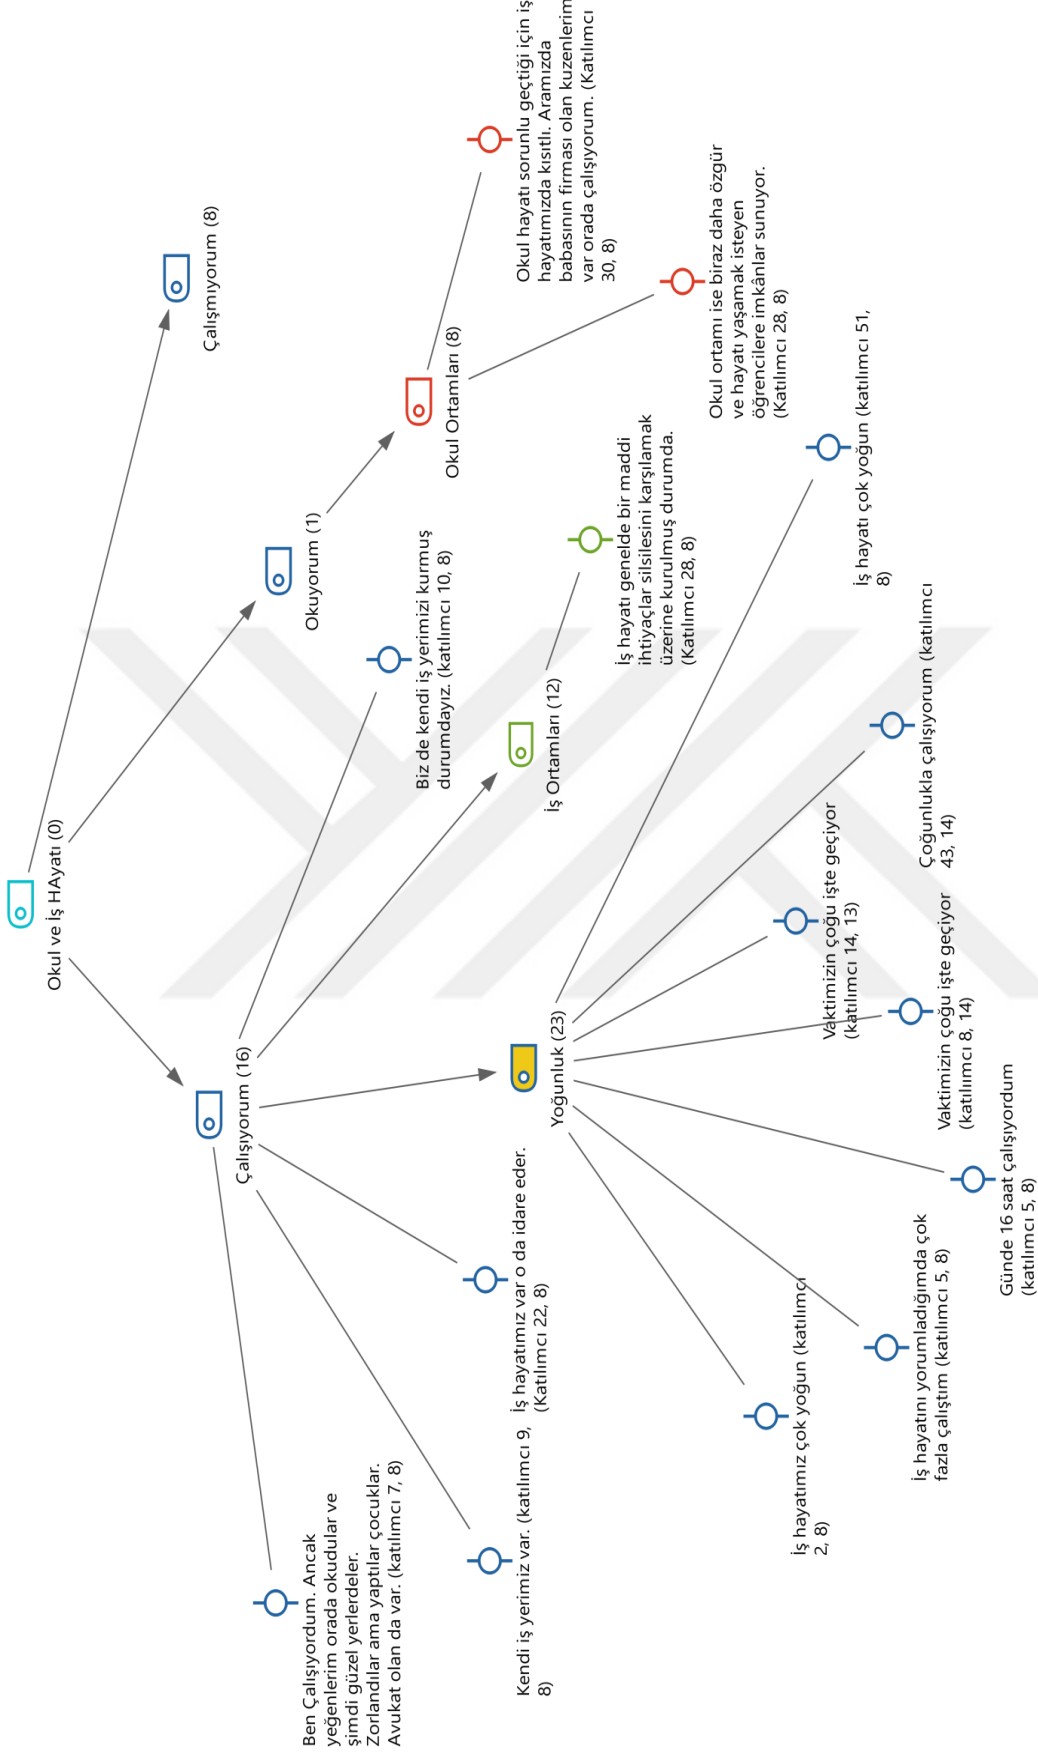 Okul ve İş HAyatı (0)
Çalışıyorum (16)
Okuyorum (1)
Çalışmıyorum (8)
Ben Çalışıyordum. Ancak
yeğenlerim orada okudular ve
şimdi güzel yerlerdeler.
Zorlandılar ama yaptılar çocuklar.
Avukat olan da var. (katılımcı 7, 8)
Biz de kendi iş yerimizi kurmuş
durumdayız. (katılımcı 10, 8)
Okul Ortamları (8)
Kendi iş yerimiz var. (katılımcı 9,
8)
İş hayatımız var o da idare eder.
(Katılımcı 22, 8)
Yoğunluk (23)
İş Ortamları (12)
Okul hayatı sorunlu geçtiği için iş
hayatımızda kısıtlı. Aramızda
babasının firması olan kuzenlerim
var orada çalışıyorum. (Katılımcı
30, 8)
İş hayatı genelde bir maddi
ihtiyaçlar silsilesini karşılamak
üzerine kurulmuş durumda.
(Katılımcı 28, 8)
Okul ortamı ise biraz daha özgür
ve hayatı yaşamak isteyen
öğrencilere imkânlar sunuyor.
(Katılımcı 28, 8)
İş hayatımız çok yoğun (katılımcı
2, 8)
Vaktimizin çoğu işte geçiyor
(katılımcı 14, 13)
İş hayatı çok yoğun (katılımcı 51,
8)
İş hayatını yorumladığımda çok
fazla çalıştım (katılımcı 5, 8)
Vaktimizin çoğu işte geçiyor
(katılımcı 8, 14)
Çoğunlukla çalışıyorum (katılımcı
43, 14)
Günde 16 saat çalışıyordum
(katılımcı 5, 8)